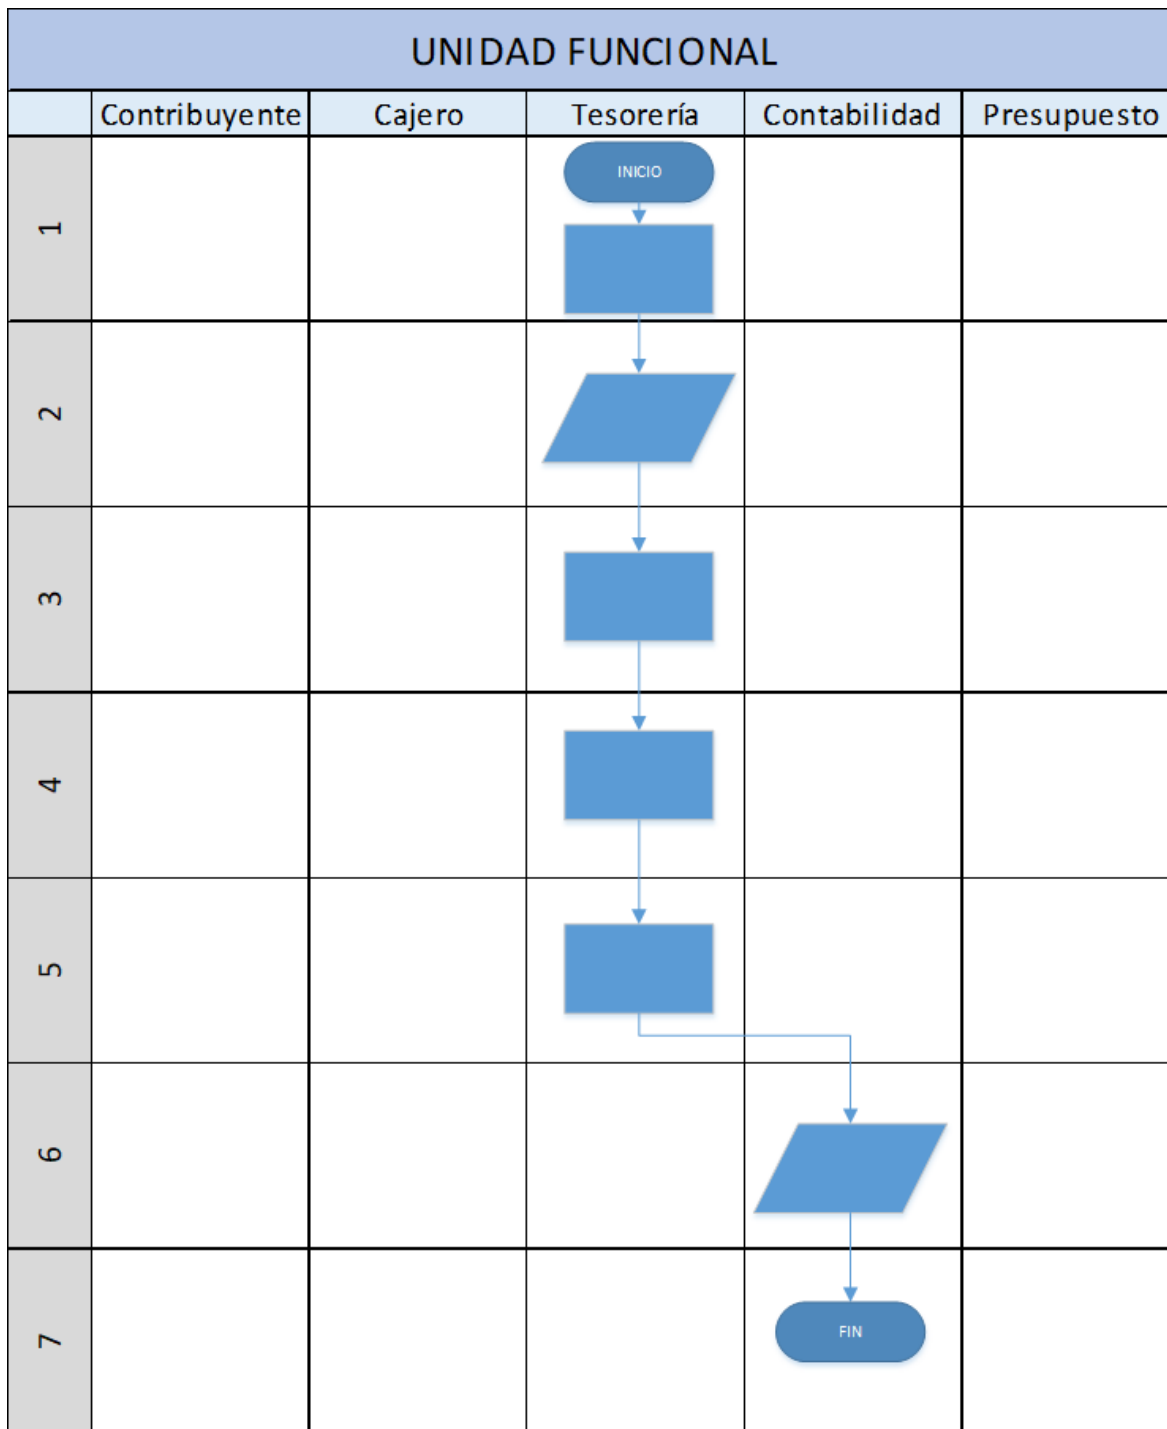 UNIDAD FUNCIONAL
Contribuyente Cajero Tesorería Contabilidad Presupuesto
INICIO
1
2
3
4
5
6
7
FIN